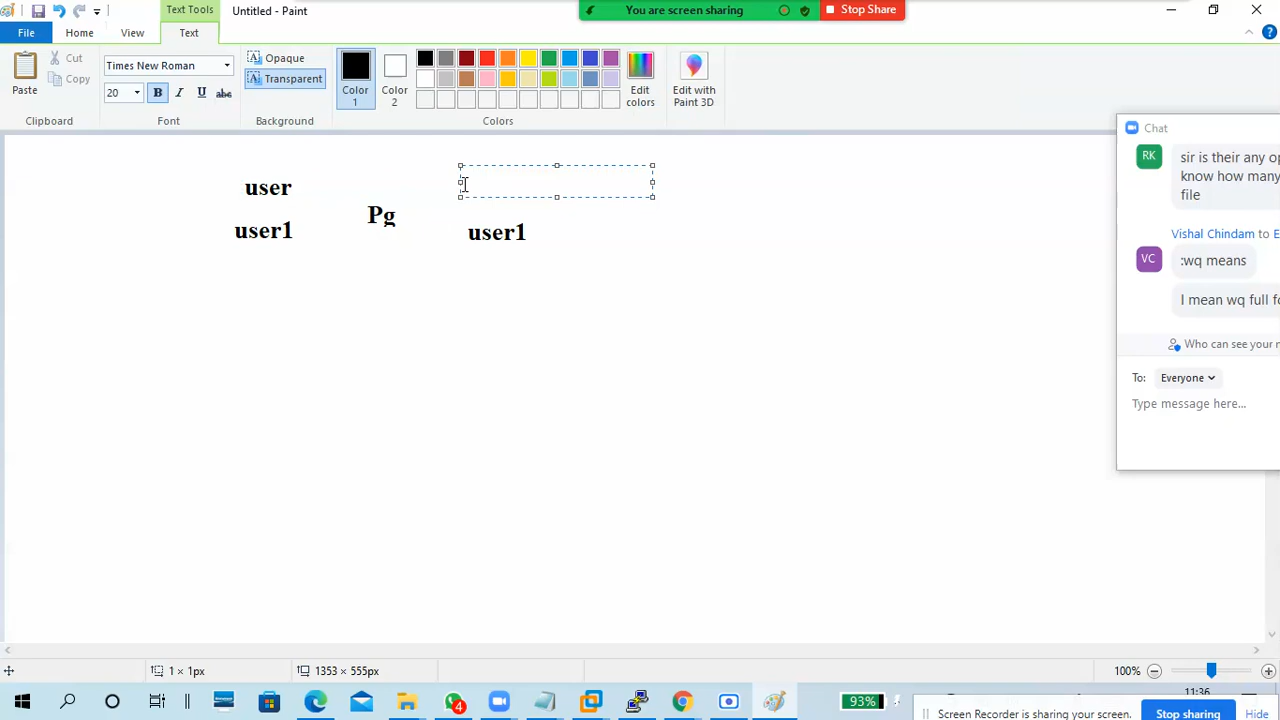 Text Tools
Untitled - Paint
You are screen sharing
Stop Share
File
Home
View
Text
Paste
Cut
Copy
Clipboard
Times New Roman
20
B I U abc
Font
Opaque
Transparent
Background
Color 1
Color 2
Edit colors
Edit with Paint 3D
Colors
user
user1
Pg
user1
Chat
RK
sir is their any op
know how many
file
Vishal Chindam to E
VC
:wq means
I mean wq full fo
Who can see your m
To: Everyone
Type message here...
1 × 1px
1353 × 555px
100%
4
93%
11:36
Screen Recorder is sharing your screen.
Stop sharing
Hide